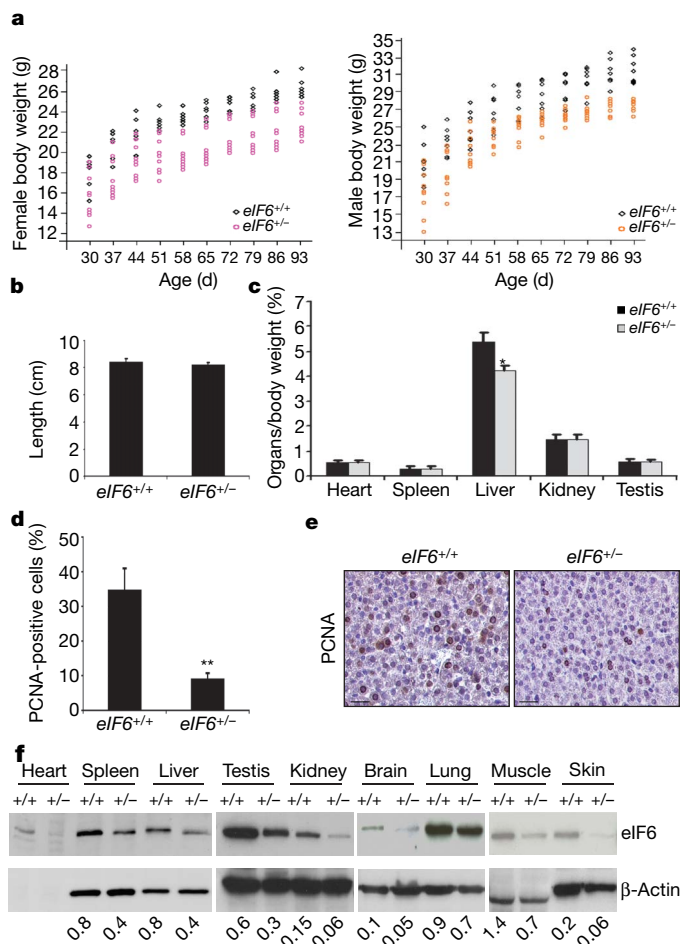 a
Female body weight (g)
28
26
24
22
20
18
16
14
12
30 37 44 51 58 65 72 79 86 93
Age (d)
eIF6+/+
eIF6+/−
Male body weight (g)
35
33
31
29
27
25
23
21
19
17
15
13
30 37 44 51 58 65 72 79 86 93
Age (d)
eIF6+/+
eIF6+/−
b
Length (cm)
10
8
6
4
2
0
eIF6+/+ eIF6+/−
c
Organs/body weight (%)
7
6
5
4
3
2
1
0
*
Heart Spleen Liver Kidney Testis
eIF6+/+
eIF6+/−
d
PCNA-positive cells (%)
50
40
30
20
10
0
**
eIF6+/+ eIF6+/−
e
eIF6+/+ eIF6+/−
PCNA
f
Heart Spleen Liver Testis Kidney Brain Lung Muscle Skin
+/+ +/− +/+ +/− +/+ +/− +/+ +/− +/+ +/− +/+ +/− +/+ +/− +/+ +/− +/+ +/−
eIF6
β-Actin
0.8 0.4 0.8 0.4 0.6 0.3 0.15 0.06 0.1 0.05 0.9 0.7 1.4 0.7 0.2 0.06